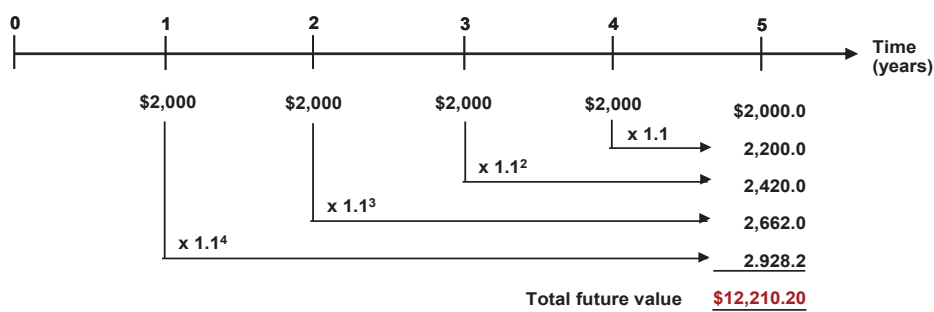 0 1 2 3 4 5
Time
(years)
$2,000 $2,000 $2,000 $2,000 $2,000.0
x 1.1 2,200.0
x 1.1² 2,420.0
x 1.1³ 2,662.0
x 1.1⁴ 2.928.2
Total future value $12,210.20